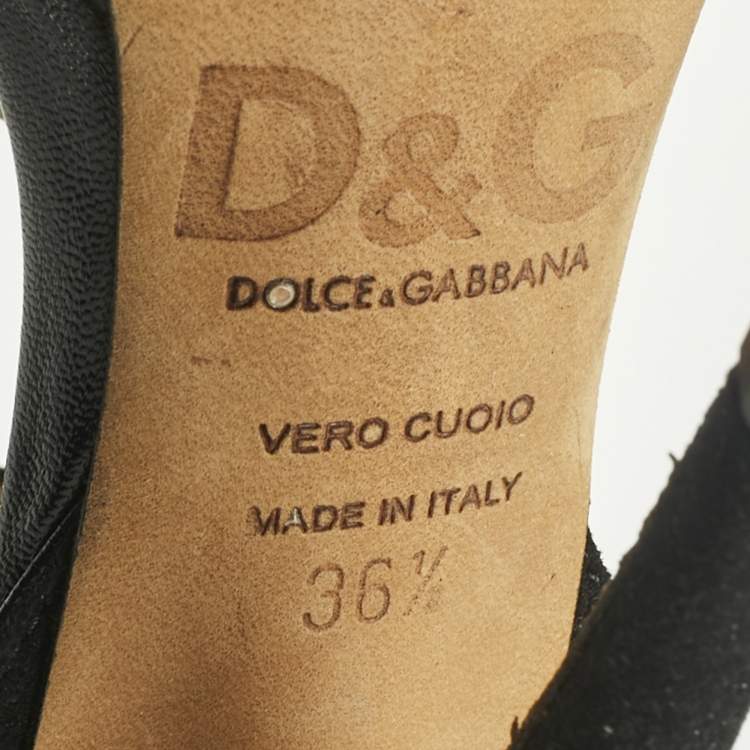 D&G
DOLCE&GABBANA
VERO CUOIO
MADE IN ITALY
36½